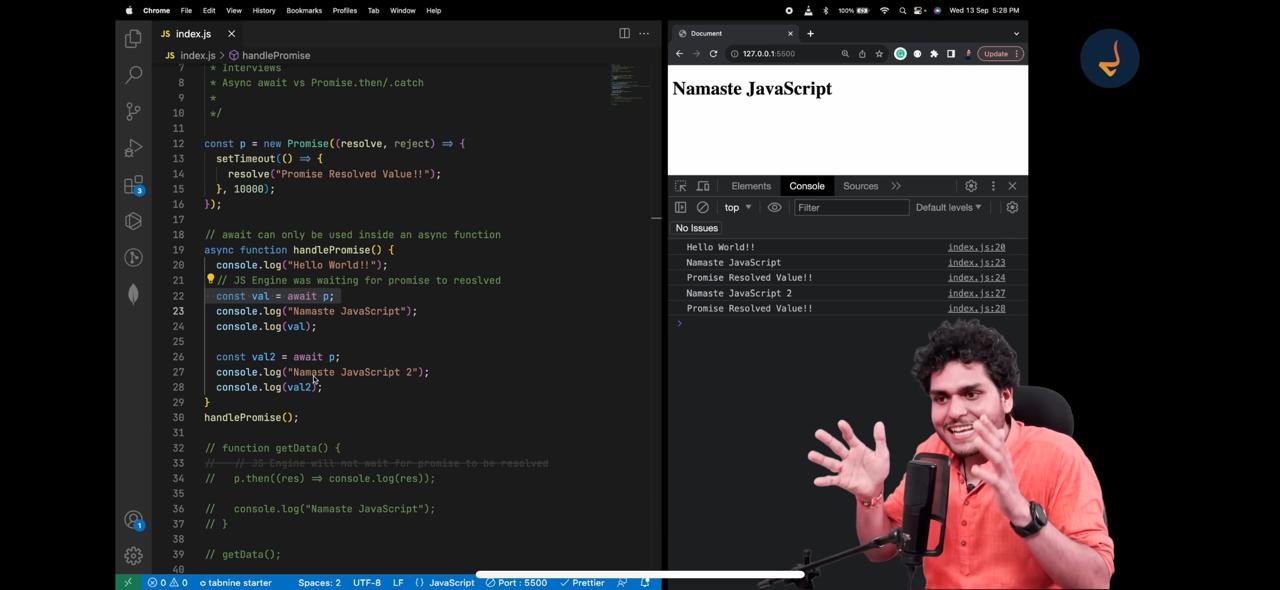 Chrome File Edit View History Bookmarks Profiles Tab Window Help 100% Wed 13 Sep 5:28 PM
JS index.js
JS index.js > handlePromise
7 * Interviews
8 * Async await vs Promise.then/.catch
9 *
10 */
11
12 const p = new Promise((resolve, reject) => {
13 setTimeout(() => {
14 resolve("Promise Resolved Value!!");
15 }, 10000);
16 });
17
18 // await can only be used inside an async function
19 async function handlePromise() {
20 console.log("Hello World!!");
21 // JS Engine was waiting for promise to reoslved
22 const val = await p;
23 console.log("Namaste JavaScript");
24 console.log(val);
25
26 const val2 = await p;
27 console.log("Namaste JavaScript 2");
28 console.log(val2);
29 }
30 handlePromise();
31
32 // function getData() {
33 // // JS Engine will not wait for promise to be resolved
34 // p.then((res) => console.log(res));
35
36 // console.log("Namaste JavaScript");
37 // }
38
39 // getData();
40
3
1
0 0 tabnine starter Spaces: 2 UTF-8 LF {} JavaScript Port : 5500 Prettier
Document
127.0.0.1:5500 Update
Namaste JavaScript
Elements Console Sources
top Filter Default levels
No Issues
Hello World!! index.js:20
Namaste JavaScript index.js:23
Promise Resolved Value!! index.js:24
Namaste JavaScript 2 index.js:27
Promise Resolved Value!! index.js:28